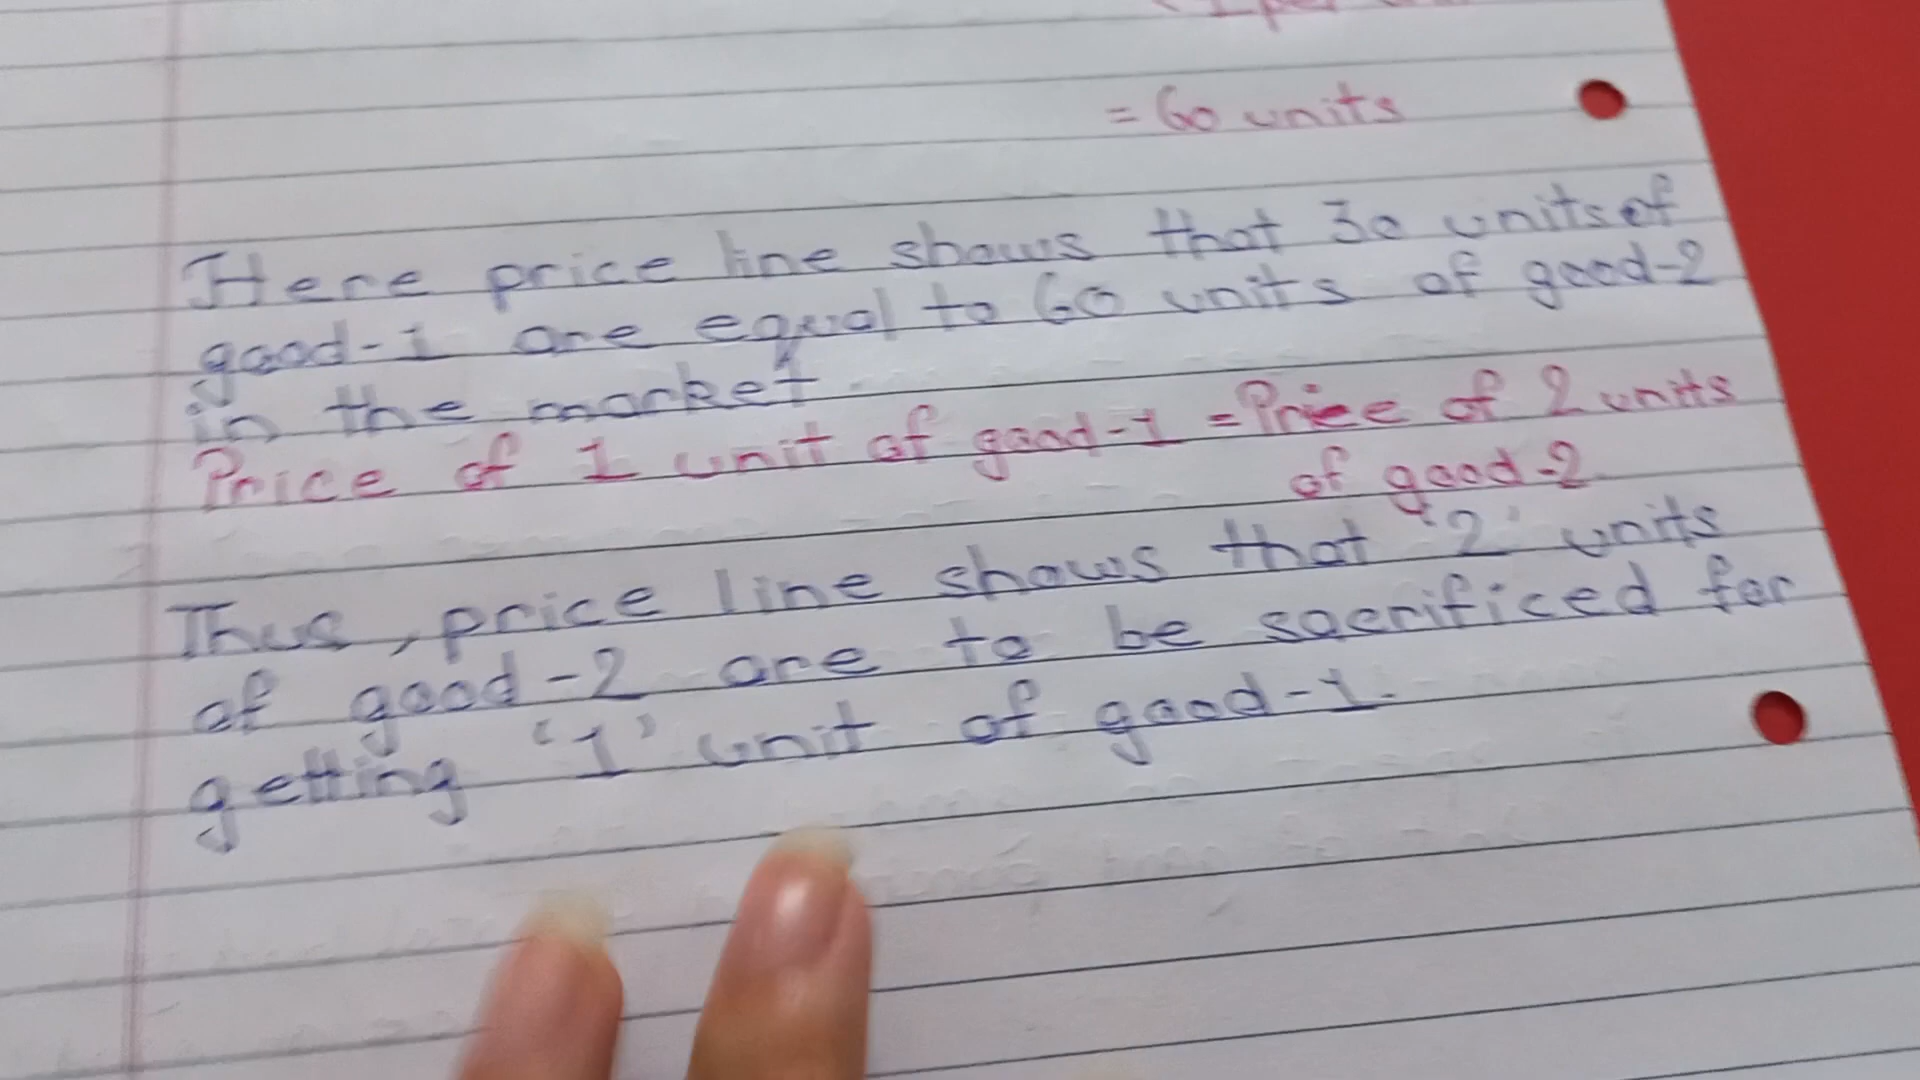 = 60 units
Here price line shows that 30 units of
good-1 are equal to 60 units of good-2
in the market.
Price of 1 unit of good-1 = Price of 2 units
of good-2.
Thus, price line shows that '2' units
of good-2 are to be sacrificed for
getting '1' unit of good-1.